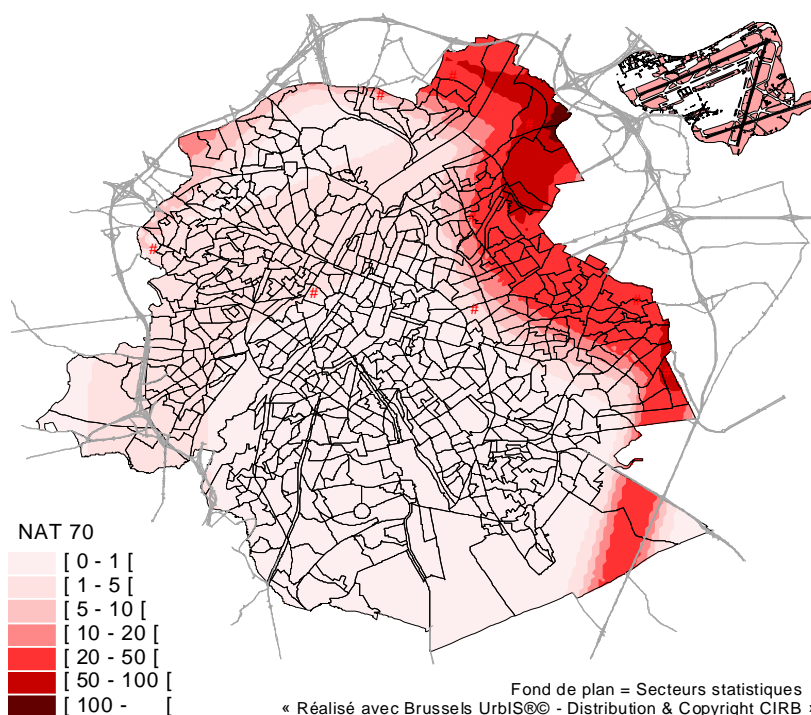 NAT 70
[ 0 - 1 [
[ 1 - 5 [
[ 5 - 10 [
[ 10 - 20 [
[ 20 - 50 [
[ 50 - 100 [
[ 100 - [
#
#
#
#
#
#
#
Fond de plan = Secteurs statistiques
« Réalisé avec Brussels UrbIS®© - Distribution & Copyright CIRB